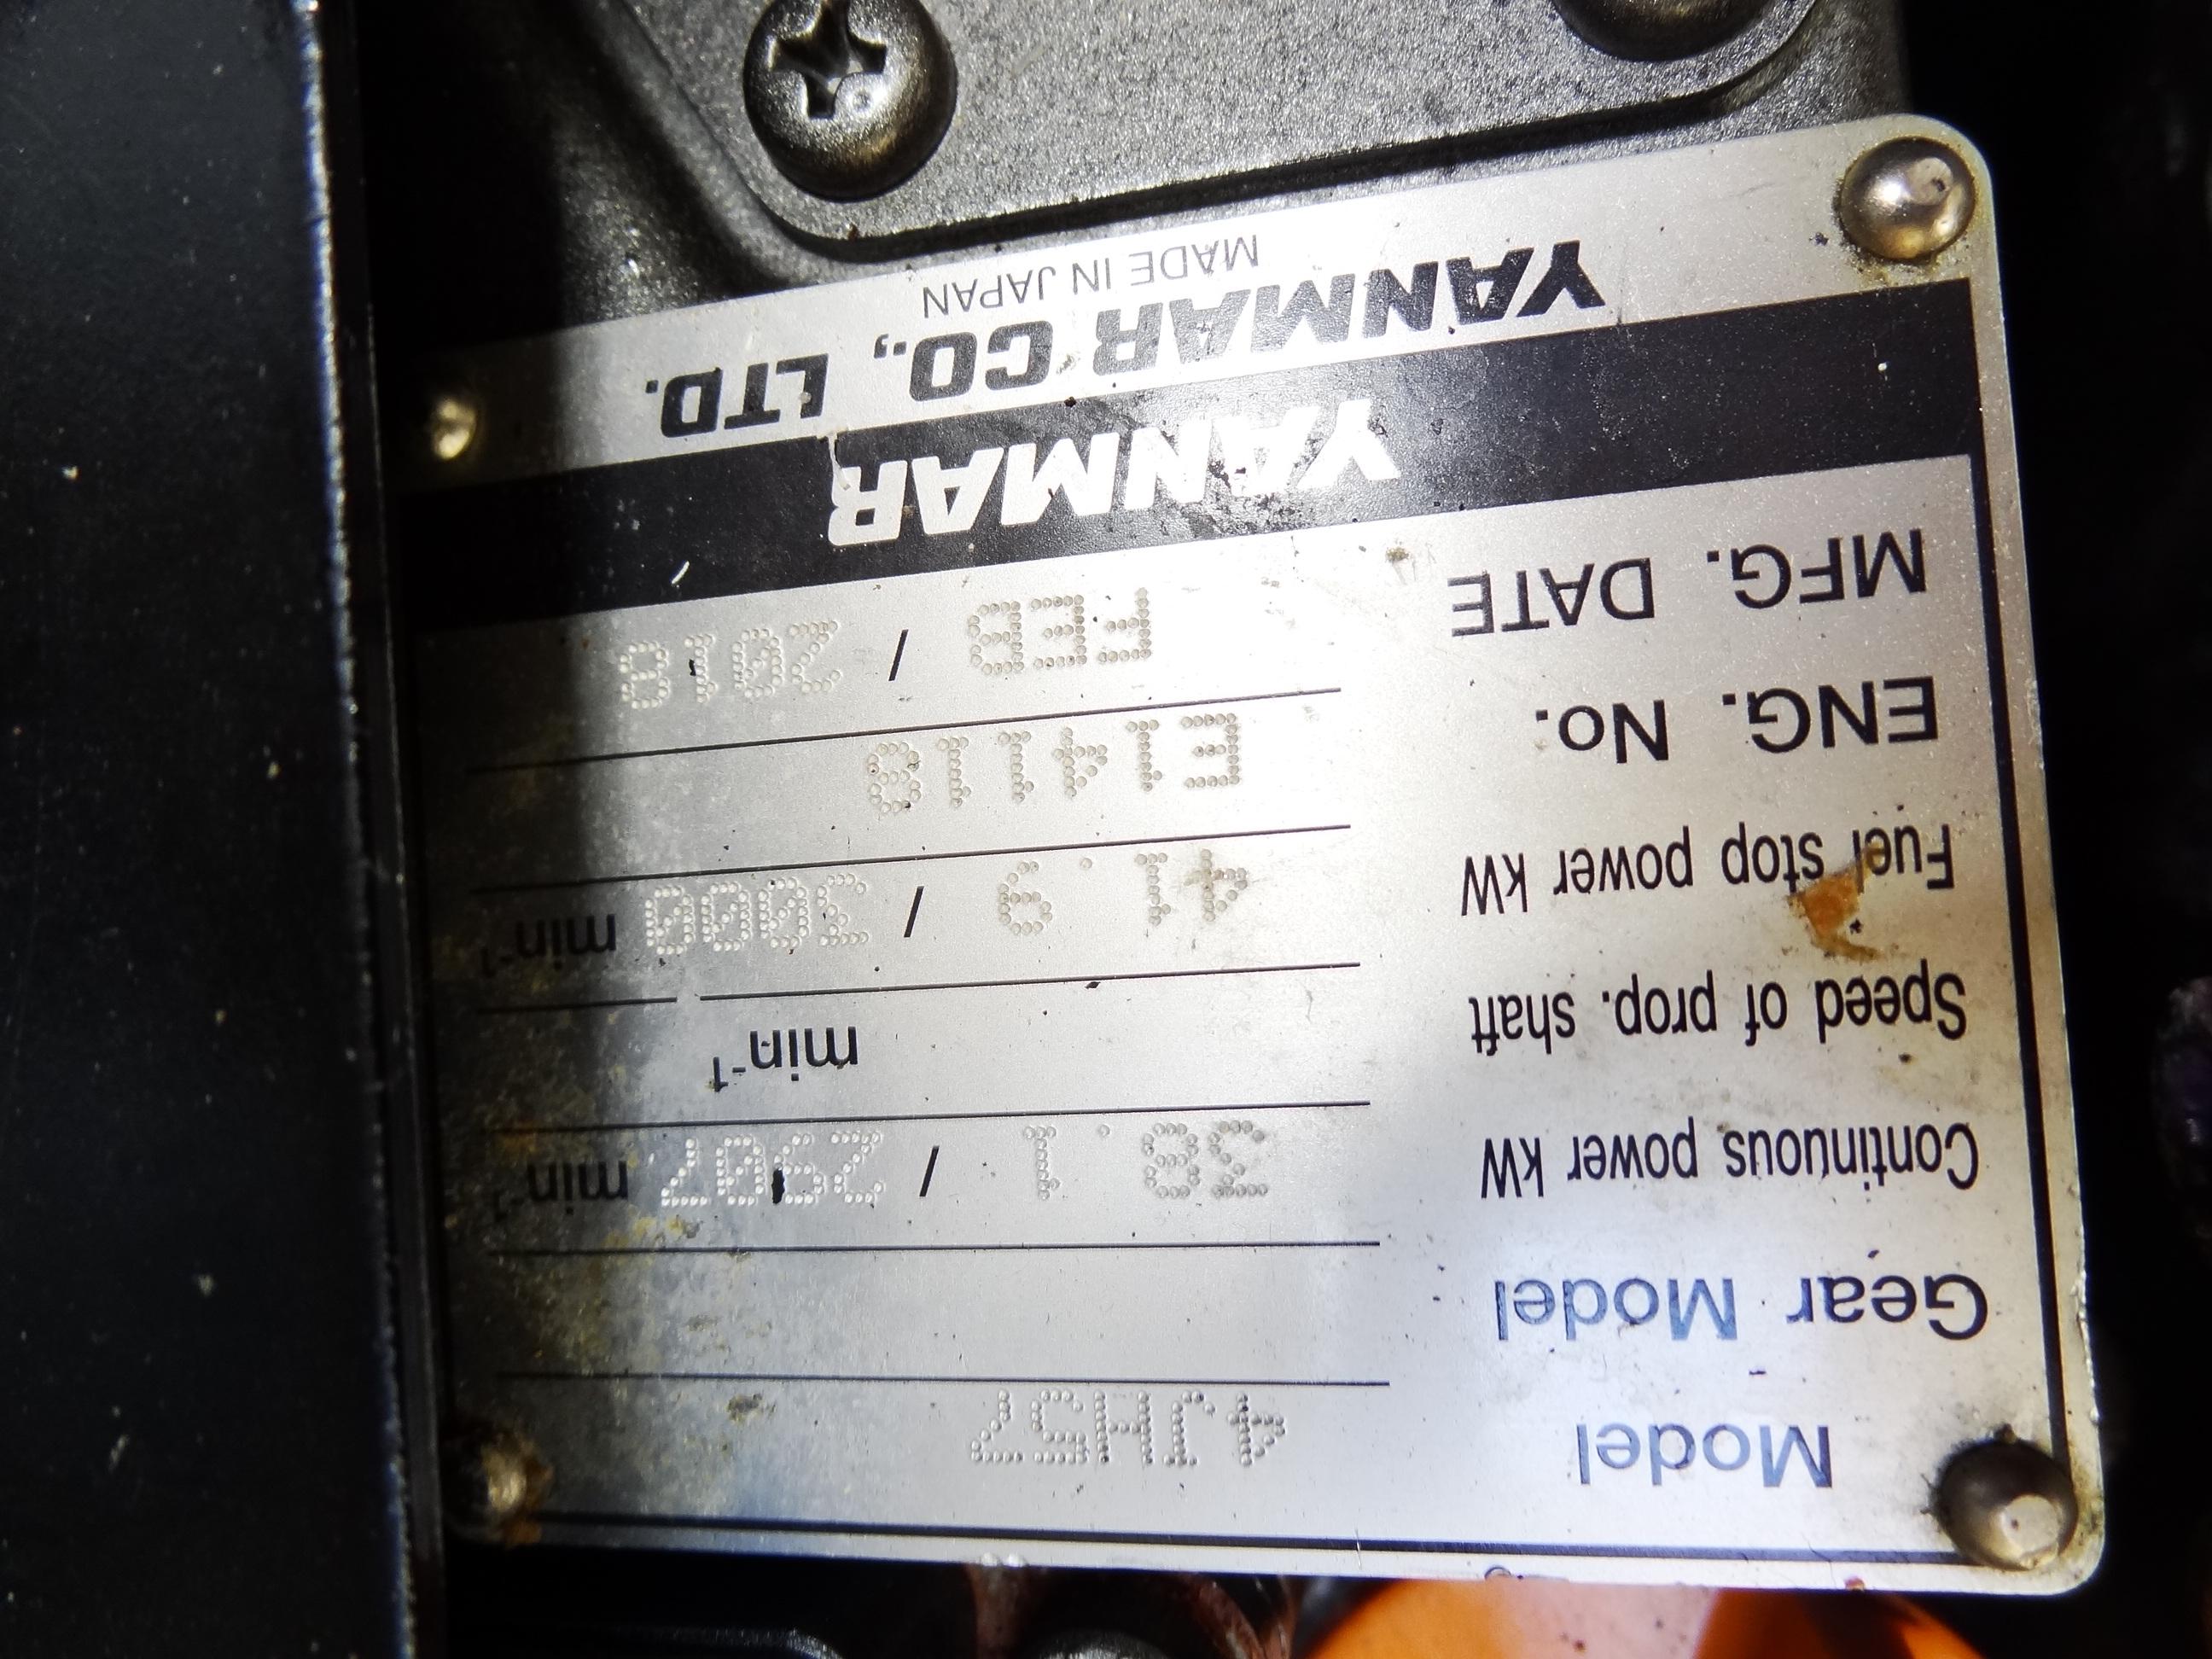 Model 4JH57
Gear Model
Continuous power kW 38.1 / 2907 min-1
Speed of prop. shaft min-1
Fuel stop power kW 41.9 / 3000 min-1
ENG. No. E14118
MFG. DATE FEB / 2018
YANMAR
YANMAR CO., LTD.
MADE IN JAPAN